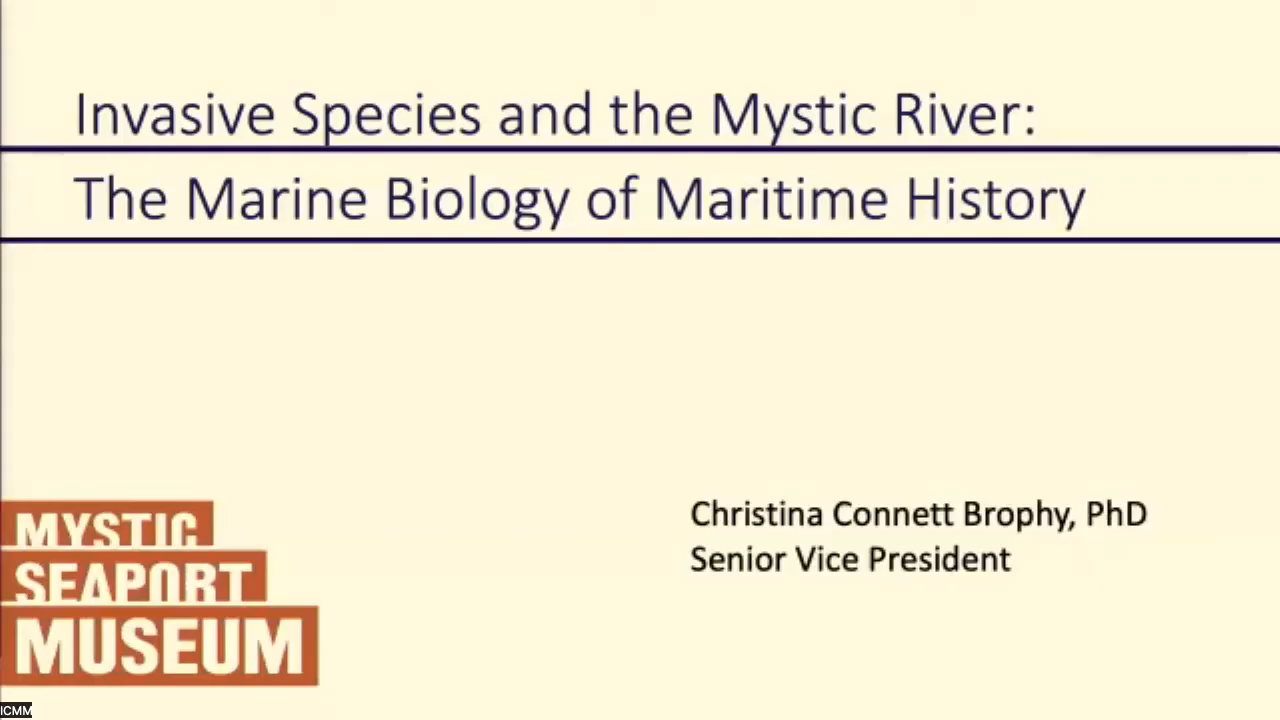 Invasive Species and the Mystic River:
The Marine Biology of Maritime History
Christina Connett Brophy, PhD
Senior Vice President
MYSTIC
SEAPORT
MUSEUM
ICMM